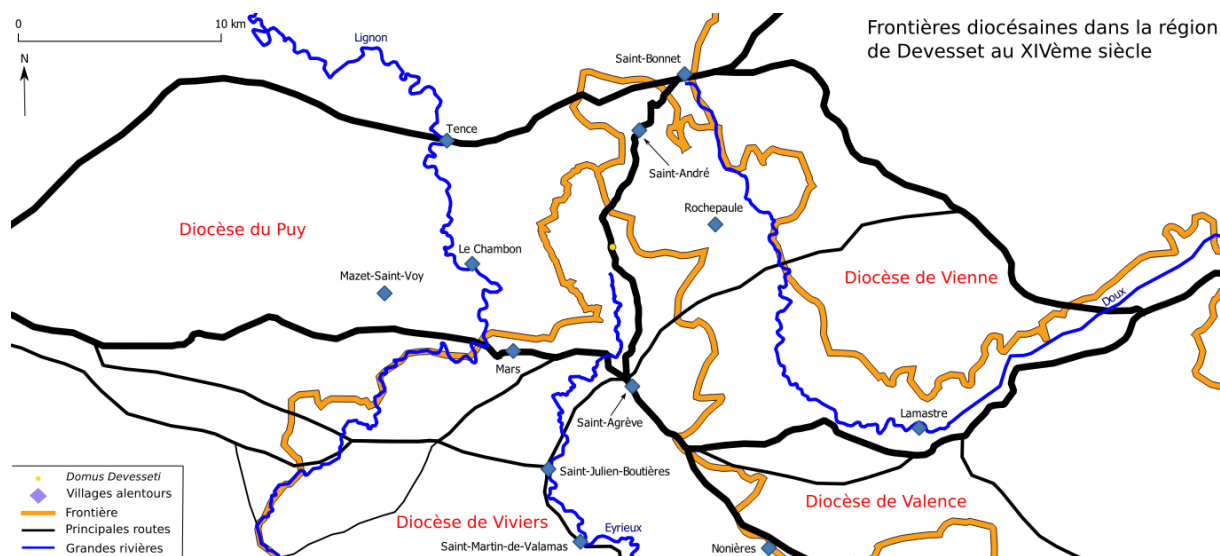 0
10 km
N
Frontières diocésaines dans la région
de Devesset au XIVème siècle
Lignon
Saint-Bonnet
Tence
Saint-André
Rochepaule
Diocèse du Puy
Le Chambon
Mazet-Saint-Voy
Diocèse de Vienne
Doux
Mars
Saint-Agrève
Lamastre
Saint-Julien-Boutières
Diocèse de Valence
Diocèse de Viviers
Eyrieux
Saint-Martin-de-Valamas
Nonières
Domus Devesseti
Villages alentours
Frontière
Principales routes
Grandes rivières